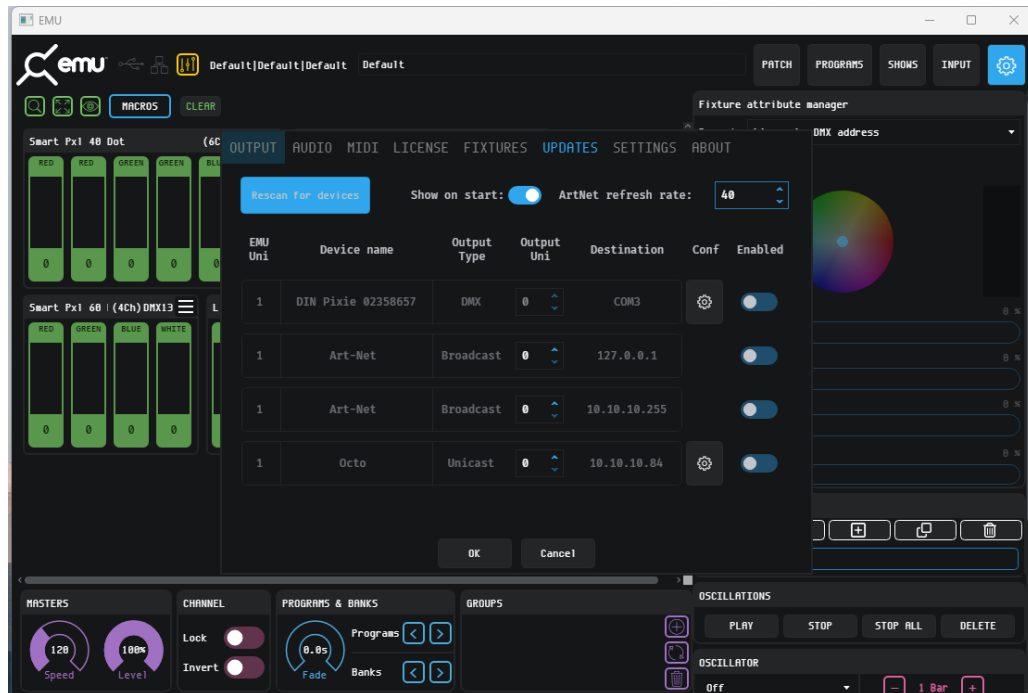 EMU
emu
Default|Default|Default Default
PATCH PROGRAMS SHOWS INPUT
MACROS CLEAR
Fixture attribute manager
DMX address
Smart Pxl 40 Dot (6C
RED RED GREEN GREEN BLU
0 0 0 0 0
OUTPUT AUDIO MIDI LICENSE FIXTURES UPDATES SETTINGS ABOUT
Rescan for devices Show on start: ArtNet refresh rate: 40
EMU Uni Device name Output Type Output Uni Destination Conf Enabled
1 DIN Pixie 02358657 DMX 0 COM3
1 Art-Net Broadcast 0 127.0.0.1
1 Art-Net Broadcast 0 10.10.10.255
1 Octo Unicast 0 10.10.10.84
OK Cancel
Smart Pxl 60 (4Ch)DMX13 L
RED GREEN BLUE WHITE
0 0 0 0
0 %
0 %
0 %
0 %
MASTERS
120 100%
Speed Level
CHANNEL
Lock
Invert
PROGRAMS & BANKS
0.0s
Fade
Programs < >
Banks < >
GROUPS
OSCILLATIONS
PLAY STOP STOP ALL DELETE
OSCILLATOR
Off 1 Bar